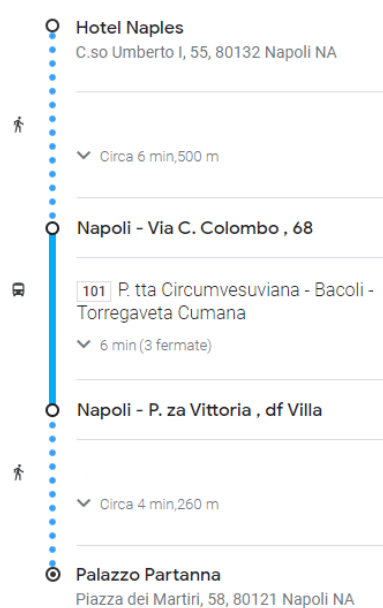 Hotel Naples
C.so Umberto I, 55, 80132 Napoli NA
Circa 6 min,500 m
Napoli - Via C. Colombo , 68
101 P. tta Circumvesuviana - Bacoli -
Torregaveta Cumana
6 min (3 fermate)
Napoli - P. za Vittoria , df Villa
Circa 4 min,260 m
Palazzo Partanna
Piazza dei Martiri, 58, 80121 Napoli NA